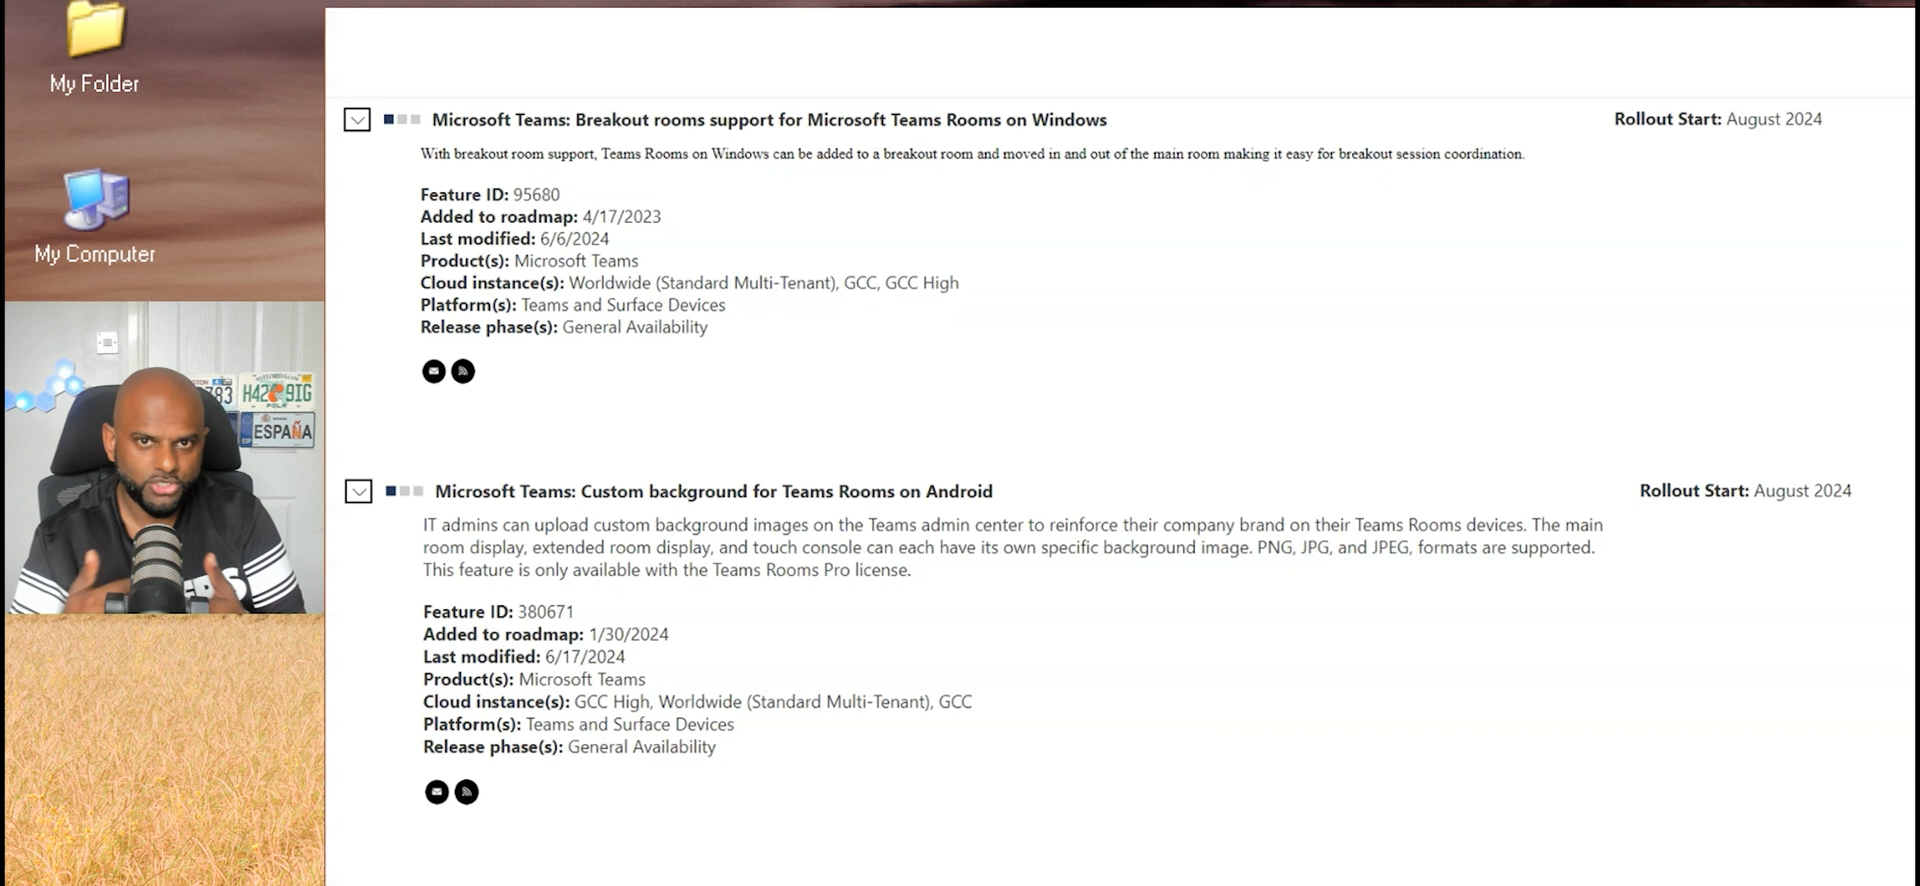 My Folder
My Computer
783
H42 9IG
POLK
ESPAÑA
Microsoft Teams: Breakout rooms support for Microsoft Teams Rooms on Windows
Rollout Start: August 2024
With breakout room support, Teams Rooms on Windows can be added to a breakout room and moved in and out of the main room making it easy for breakout session coordination.
Feature ID: 95680
Added to roadmap: 4/17/2023
Last modified: 6/6/2024
Product(s): Microsoft Teams
Cloud instance(s): Worldwide (Standard Multi-Tenant), GCC, GCC High
Platform(s): Teams and Surface Devices
Release phase(s): General Availability
Microsoft Teams: Custom background for Teams Rooms on Android
Rollout Start: August 2024
IT admins can upload custom background images on the Teams admin center to reinforce their company brand on their Teams Rooms devices. The main
room display, extended room display, and touch console can each have its own specific background image. PNG, JPG, and JPEG, formats are supported.
This feature is only available with the Teams Rooms Pro license.
Feature ID: 380671
Added to roadmap: 1/30/2024
Last modified: 6/17/2024
Product(s): Microsoft Teams
Cloud instance(s): GCC High, Worldwide (Standard Multi-Tenant), GCC
Platform(s): Teams and Surface Devices
Release phase(s): General Availability